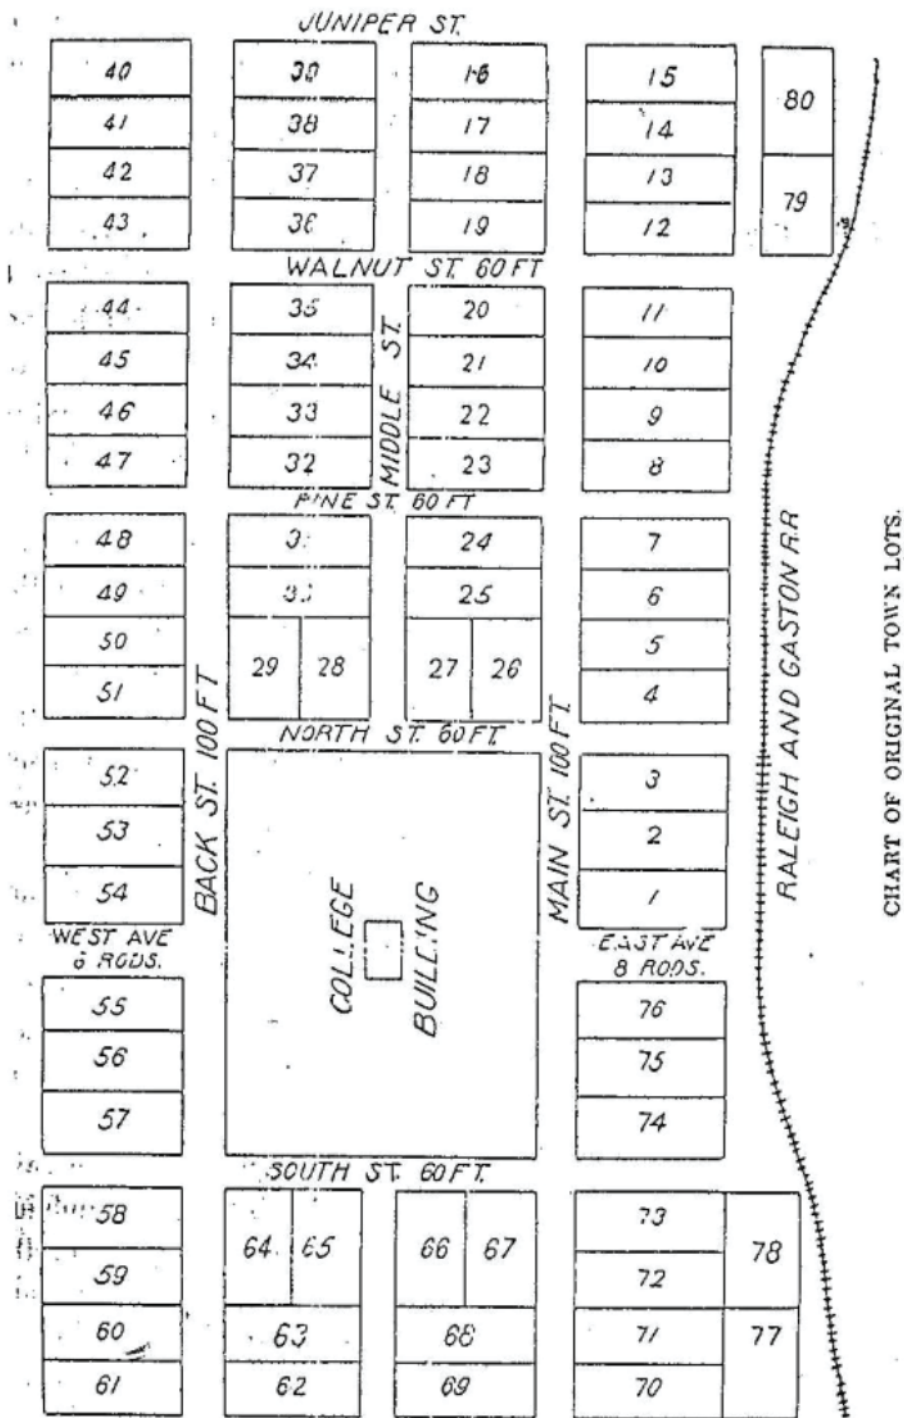 JUNIPER ST.
40 39 16 15 80
41 38 17 14
42 37 18 13 79
43 36 19 12
WALNUT ST. 60 FT
44 35 20 11
45 34 21 10
46 33 22 9
47 32 23 8
MIDDLE ST.
PINE ST. 60 FT
48 31 24 7
49 30 25 6
50 29 28 27 26 5
51 4
NORTH ST. 60 FT.
BACK ST. 100 FT
MAIN ST. 100 FT.
52 3
53 2
54 1
COLLEGE
BUILDING
WEST AVE
6 RODS.
EAST AVE
8 RODS.
55 76
56 75
57 74
SOUTH ST. 60 FT.
58 64 65 66 67 73 78
59 72
60 63 68 71 77
61 62 69 70
RALEIGH AND GASTON R.R
CHART OF ORIGINAL TOWN LOTS.